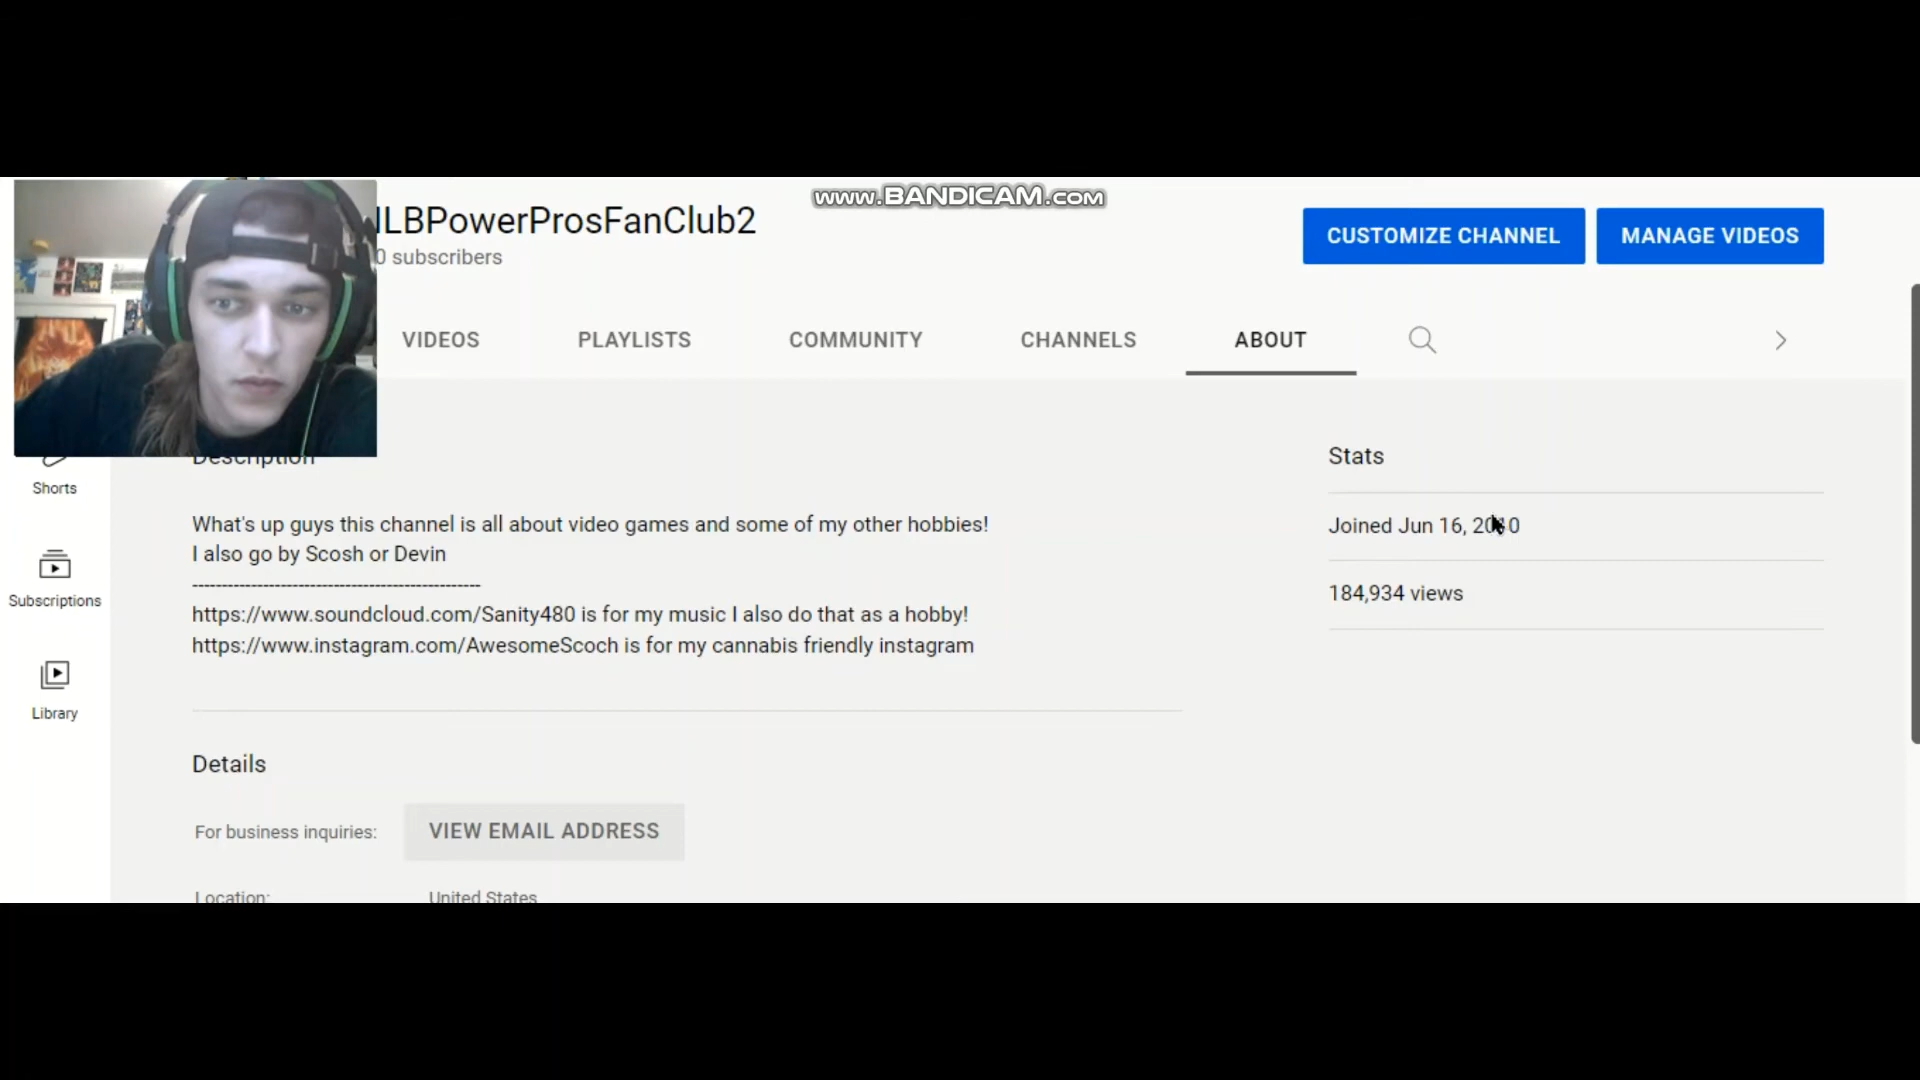 www.BANDICAM.com
LBPowerProsFanClub2
0 subscribers
CUSTOMIZE CHANNEL
MANAGE VIDEOS
VIDEOS
PLAYLISTS
COMMUNITY
CHANNELS
ABOUT
Shorts
Subscriptions
Library
Description
What's up guys this channel is all about video games and some of my other hobbies!
I also go by Scosh or Devin
------------------------------------------------
https://www.soundcloud.com/Sanity480 is for my music I also do that as a hobby!
https://www.instagram.com/AwesomeScoch is for my cannabis friendly instagram
Stats
Joined Jun 16, 2010
184,934 views
Details
For business inquiries:
VIEW EMAIL ADDRESS
Location:
United States